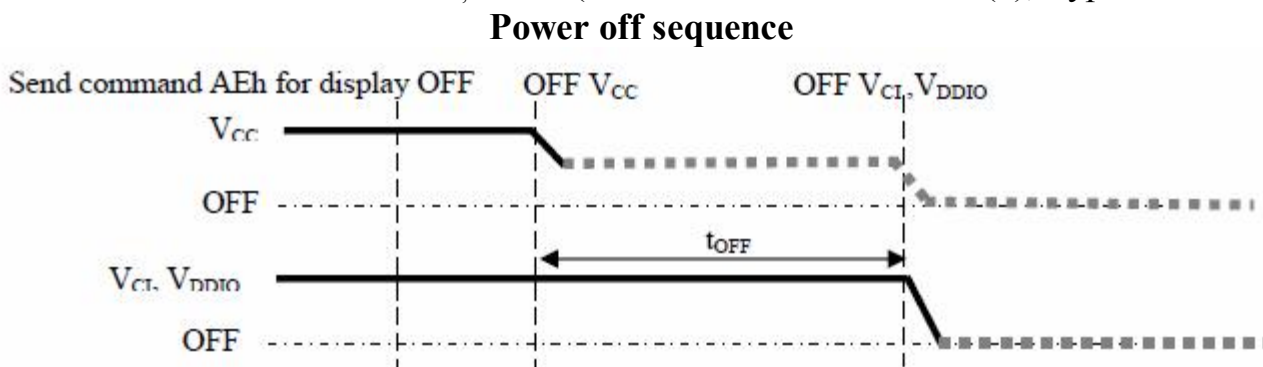 Power off sequence
Send command AEh for display OFF OFF VCC OFF VCI, VDDIO
VCC
OFF
tOFF
VCI, VDDIO
OFF